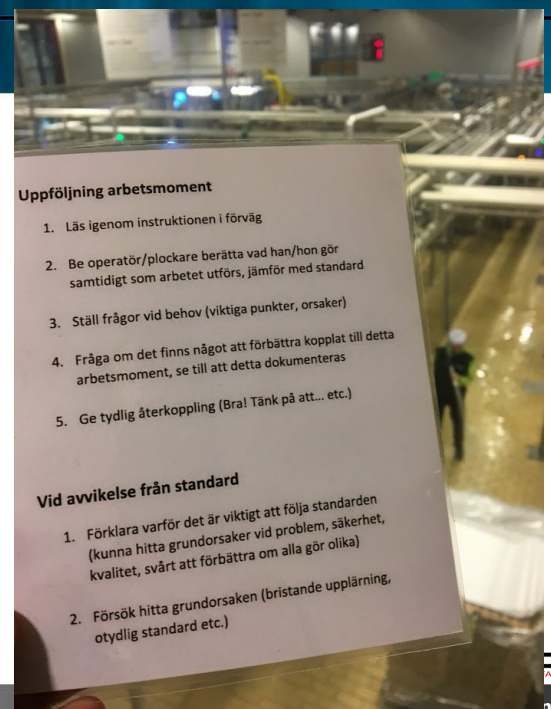 Uppföljning arbetsmoment
1. Läs igenom instruktionen i förväg
2. Be operatör/plockare berätta vad han/hon gör
samtidigt som arbetet utförs, jämför med standard
3. Ställ frågor vid behov (viktiga punkter, orsaker)
4. Fråga om det finns något att förbättra kopplat till detta
arbetsmoment, se till att detta dokumenteras
5. Ge tydlig återkoppling (Bra! Tänk på att... etc.)
Vid avvikelse från standard
1. Förklara varför det är viktigt att följa standarden
(kunna hitta grundorsaker vid problem, säkerhet,
kvalitet, svårt att förbättra om alla gör olika)
2. Försök hitta grundorsaken (bristande upplärning,
otydlig standard etc.)